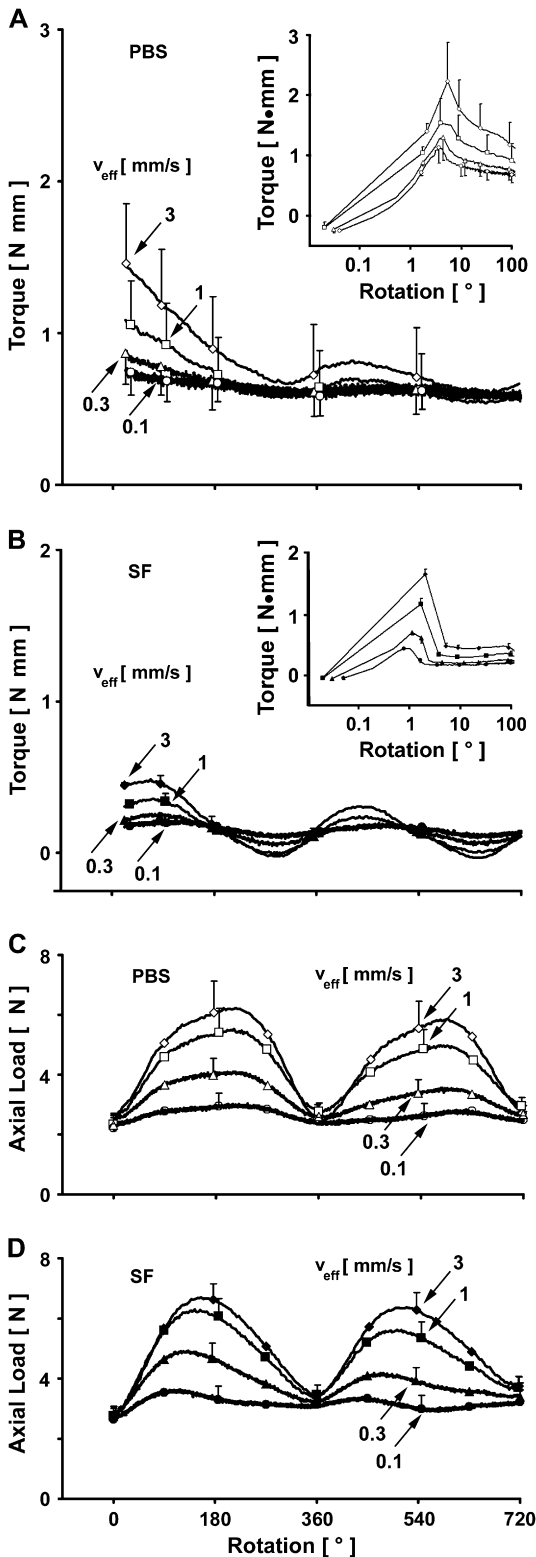 A
3
PBS
v_eff [ mm/s]
2
3
1
1
0.3
0.1
0
Torque [ N mm]
3
2
1
0
Torque [ N•mm]
0.1 1 10 100
Rotation [ ° ]
B
2
SF
v_eff [ mm/s]
1
3
1
0.3
0.1
0
Torque [ N mm]
2
1
0
Torque [ N•mm]
0.1 1 10 100
Rotation [ ° ]
C
8
PBS
v_eff [ mm/s]
3
1
4
0.3
0.1
0
Axial Load [ N]
D
8
SF
v_eff [ mm/s]
3
1
4
0.3
0.1
0
Axial Load [ N]
0 180 360 540 720
Rotation [ ° ]